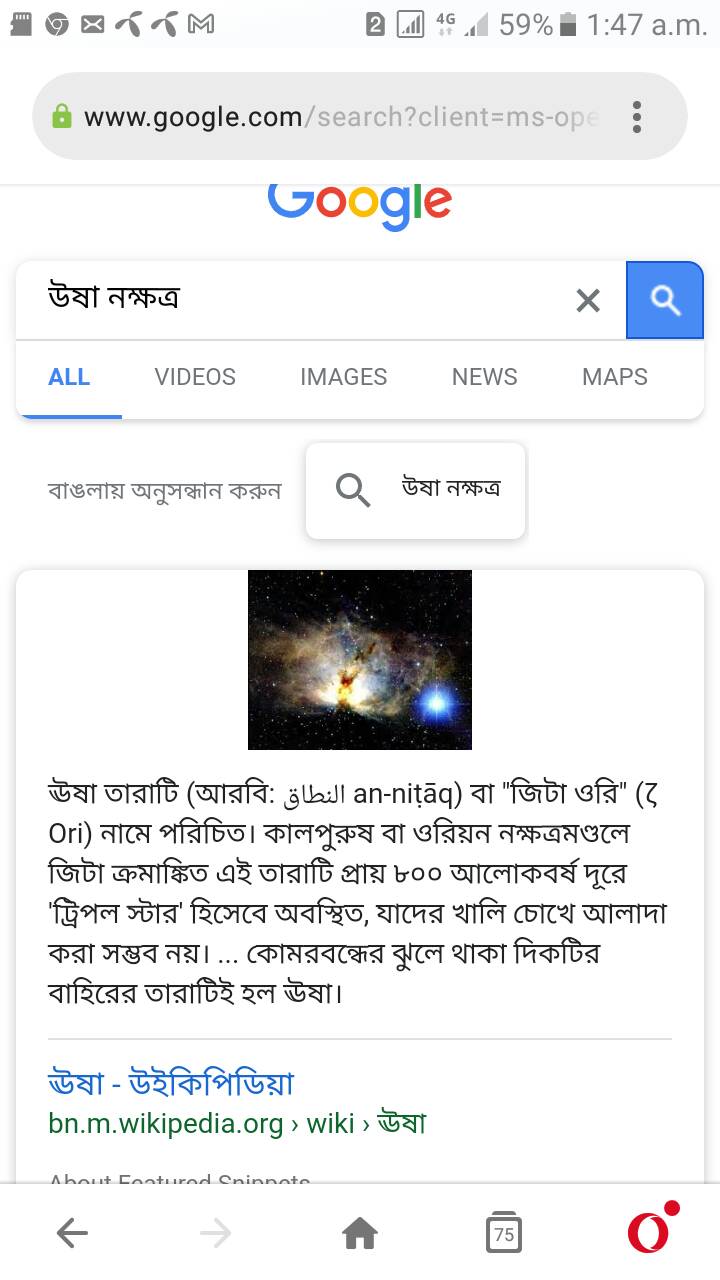 2 4G 59% 1:47 a.m.
www.google.com/search?client=ms-ope
Google
উষা নক্ষত্র
ALL VIDEOS IMAGES NEWS MAPS
বাঙলায় অনুসন্ধান করুন উষা নক্ষত্র
ঊষা তারাটি (আরবি: النطاق an-niṭāq) বা "জিটা ওরি" (ζ
Ori) নামে পরিচিত। কালপুরুষ বা ওরিয়ন নক্ষত্রমণ্ডলে
জিটা ক্রমাঙ্কিত এই তারাটি প্রায় ৮০০ আলোকবর্ষ দূরে
'ট্রিপল স্টার' হিসেবে অবস্থিত, যাদের খালি চোখে আলাদা
করা সম্ভব নয়। ... কোমরবন্ধের ঝুলে থাকা দিকটির
বাহিরের তারাটিই হল ঊষা।
ঊষা - উইকিপিডিয়া
bn.m.wikipedia.org › wiki › ঊষা
About Featured Snippets
75